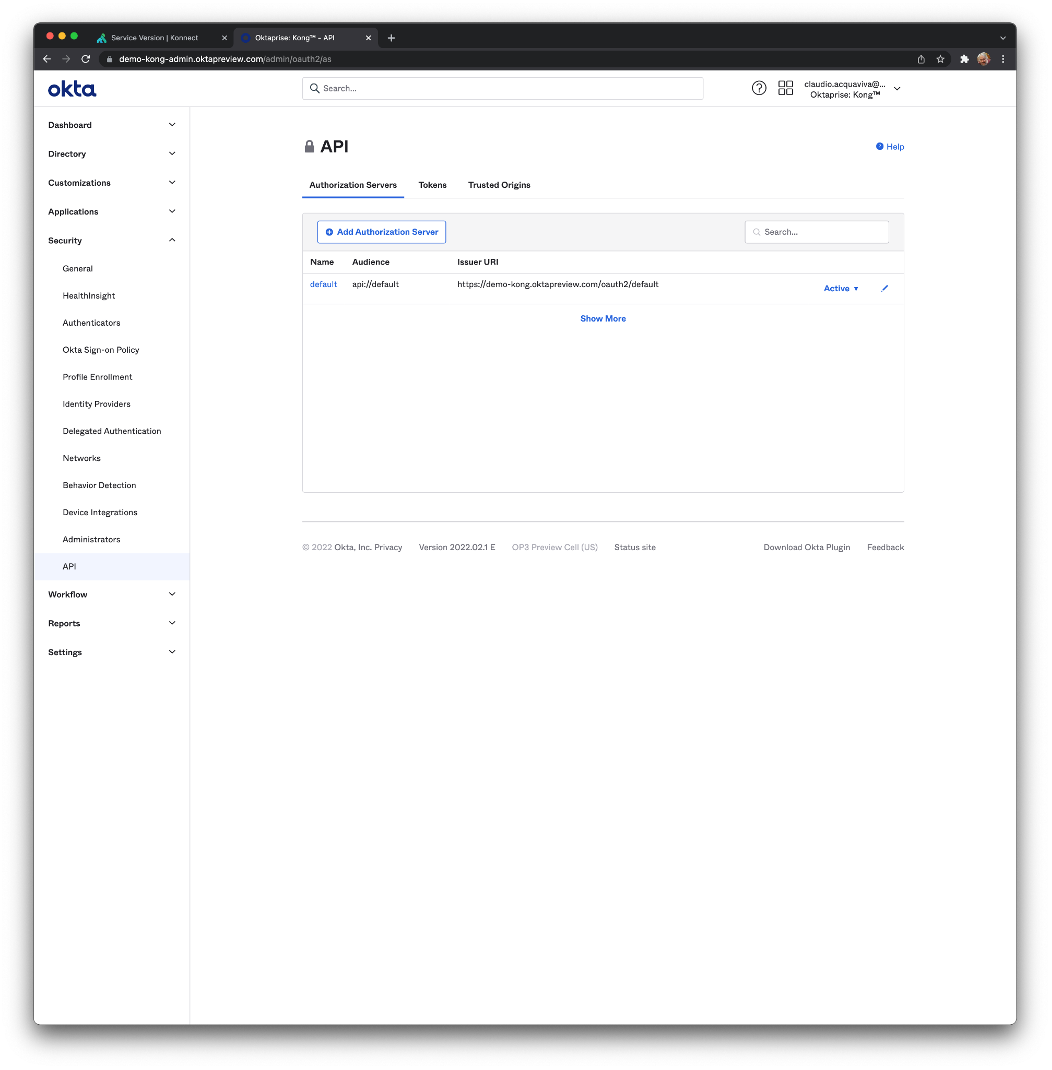 Service Version | Konnect
Oktaprise: Kong™ - API
demo-kong-admin.oktapreview.com/admin/oauth2/as
okta
Search...
claudio.acquaviva@...
Oktaprise: Kong™
Dashboard
Directory
Customizations
Applications
Security
General
HealthInsight
Authenticators
Okta Sign-on Policy
Profile Enrollment
Identity Providers
Delegated Authentication
Networks
Behavior Detection
Device Integrations
Administrators
API
Workflow
Reports
Settings
API
Help
Authorization Servers Tokens Trusted Origins
Add Authorization Server
Search...
Name Audience Issuer URI
default api://default https://demo-kong.oktapreview.com/oauth2/default Active
Show More
© 2022 Okta, Inc. Privacy Version 2022.02.1 E OP3 Preview Cell (US) Status site Download Okta Plugin Feedback